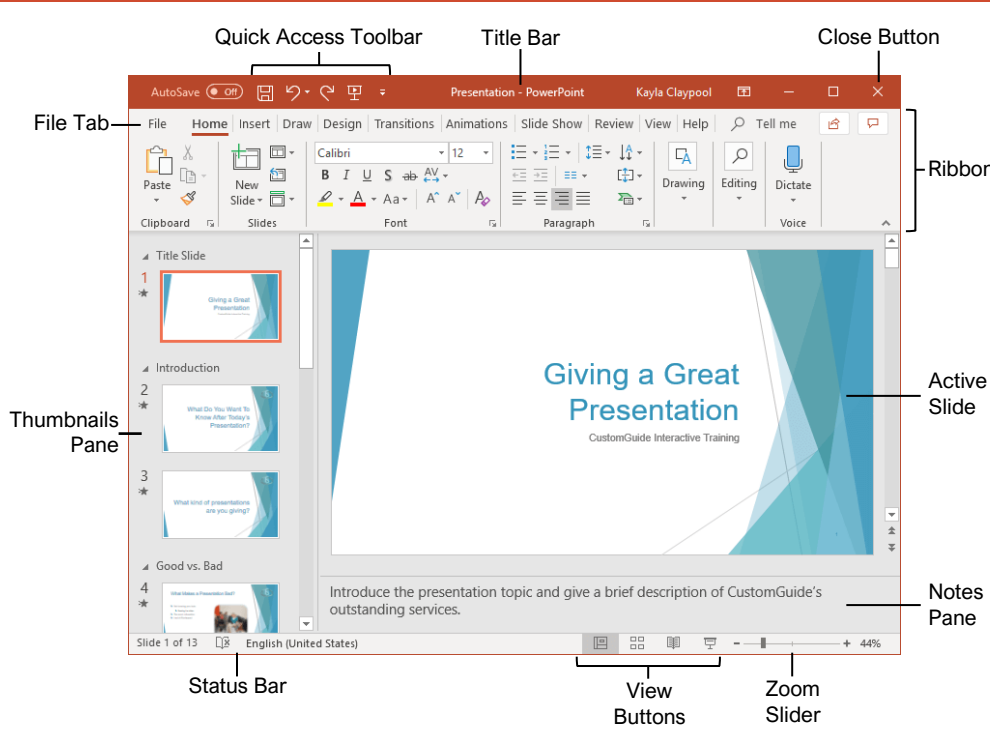 Quick Access Toolbar
Title Bar
Close Button
AutoSave Off
Presentation - PowerPoint
Kayla Claypool
File Tab
File Home Insert Draw Design Transitions Animations Slide Show Review View Help Tell me
Ribbon
Calibri 12
Paste
New
Slide
B I U S ab AV
A Aa A A A
Drawing
Editing
Dictate
Clipboard Slides Font Paragraph Voice
Title Slide
1
Giving a Great
Presentation
Introduction
2
What Do You Want To
Know After Today's
Presentation?
3
What kind of presentations
are you giving?
Good vs. Bad
4
What Makes a Presentation Bad?
Thumbnails
Pane
Giving a Great
Presentation
CustomGuide Interactive Training
Active
Slide
Introduce the presentation topic and give a brief description of CustomGuide's
outstanding services.
Notes
Pane
Slide 1 of 13 English (United States) 44%
Status Bar
View
Buttons
Zoom
Slider